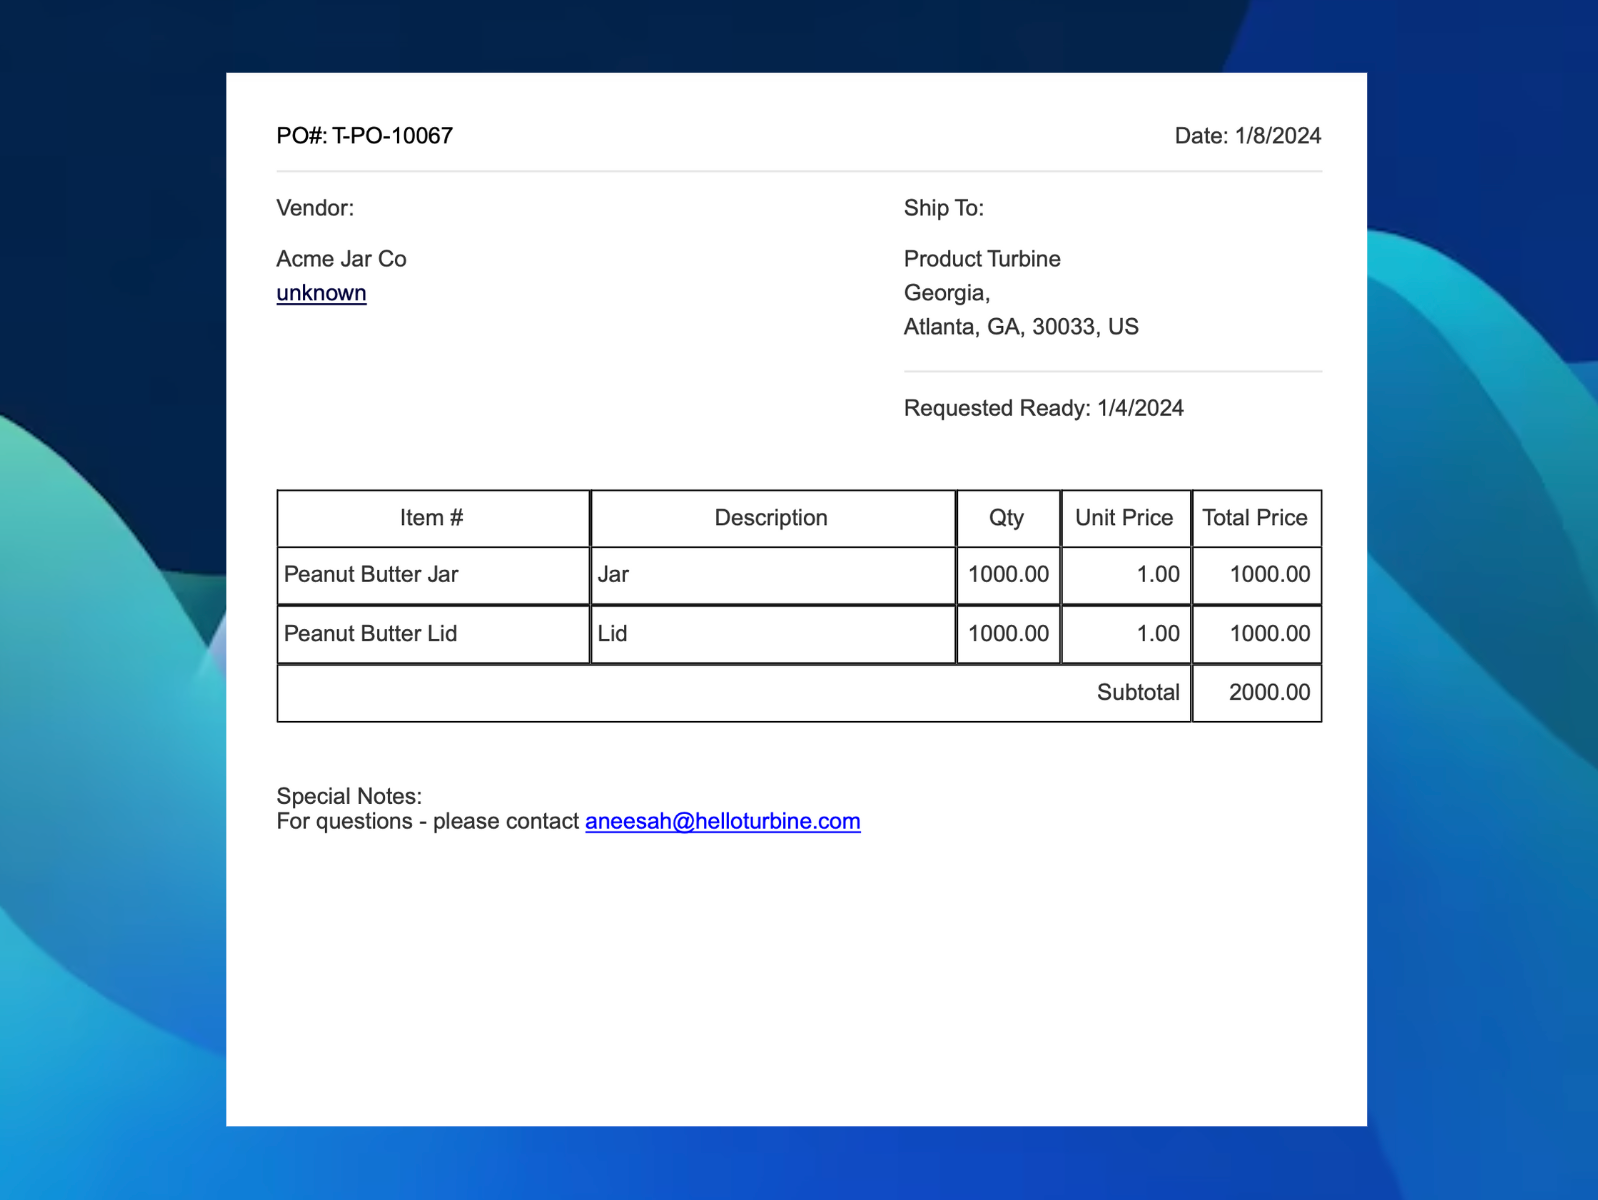 PO#: T-PO-10067
Date: 1/8/2024
Vendor:
Acme Jar Co
unknown
Ship To:
Product Turbine
Georgia,
Atlanta, GA, 30033, US
Requested Ready: 1/4/2024
Item # Description Qty Unit Price Total Price
Peanut Butter Jar Jar 1000.00 1.00 1000.00
Peanut Butter Lid Lid 1000.00 1.00 1000.00
Subtotal 2000.00
Special Notes:
For questions - please contact aneesah@helloturbine.com